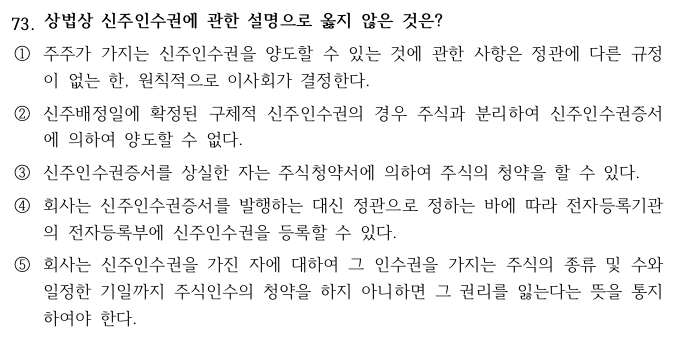 73. 상법상 신주인수권에 관한 설명으로 옳지 않은 것은?
① 주주가 가지는 신주인수권을 양도할 수 있는 것에 관한 사항은 정관에 다른 규정
이 없는 한, 원칙적으로 이사회가 결정한다.
② 신주배정일에 확정된 구체적 신주인수권의 경우 주식과 분리하여 신주인수권증서
에 의하여 양도할 수 없다.
③ 신주인수권증서를 상실한 자는 주식청약서에 의하여 주식의 청약을 할 수 있다.
④ 회사는 신주인수권증서를 발행하는 대신 정관으로 정하는 바에 따라 전자등록기관
의 전자등록부에 신주인수권을 등록할 수 있다.
⑤ 회사는 신주인수권을 가진 자에 대하여 그 인수권을 가지는 주식의 종류 및 수와
일정한 기일까지 주식인수의 청약을 하지 아니하면 그 권리를 잃는다는 뜻을 통지
하여야 한다.